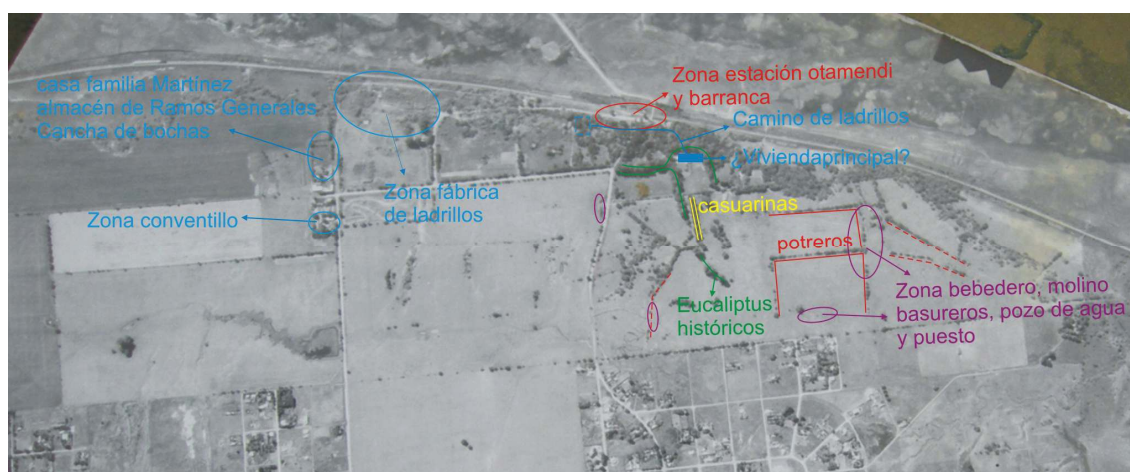 casa familia Martínez
almacén de Ramos Generales
Cancha de bochas
Zona estación otamendi
y barranca
Camino de ladrillos
¿Viviendaprincipal?
Zona fábrica
de ladrillos
Zona conventillo
casuarinas
potreros
Eucaliptus
históricos
Zona bebedero, molino
basureros, pozo de agua
y puesto